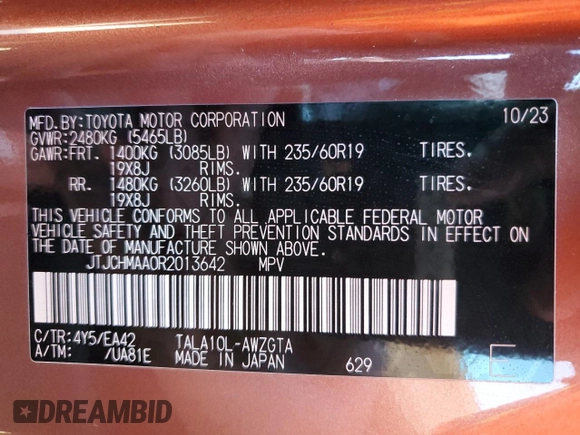 MFD.BY:TOYOTA MOTOR CORPORATION 10/23
GVWR:2480KG (5465LB)
GAWR:FRT. 1400KG (3085LB) WITH 235/60R19 TIRES.
19X8J RIMS.
RR. 1480KG (3260LB) WITH 235/60R19 TIRES.
19X8J RIMS.
THIS VEHICLE CONFORMS TO ALL APPLICABLE FEDERAL MOTOR
VEHICLE SAFETY AND THEFT PREVENTION STANDARDS IN EFFECT ON
THE DATE OF MANUFACTURE SHOWN ABOVE.
JTJCHMAA0R2013642 MPV
C/TR:4Y5/EA42 TALA10L-AWZGTA
A/TM: /UA81E MADE IN JAPAN 629
DREAMBID